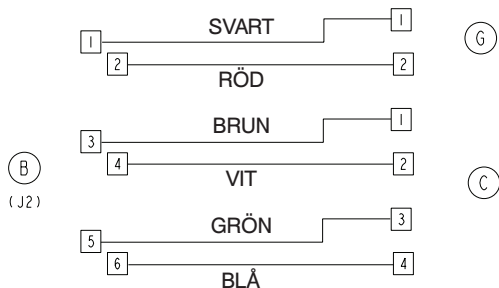 SVART 1
1 G
2 2
RÖD
BRUN 1
3
B 4 2
VIT
(J2) C
GRÖN 3
5
6 4
BLÅ